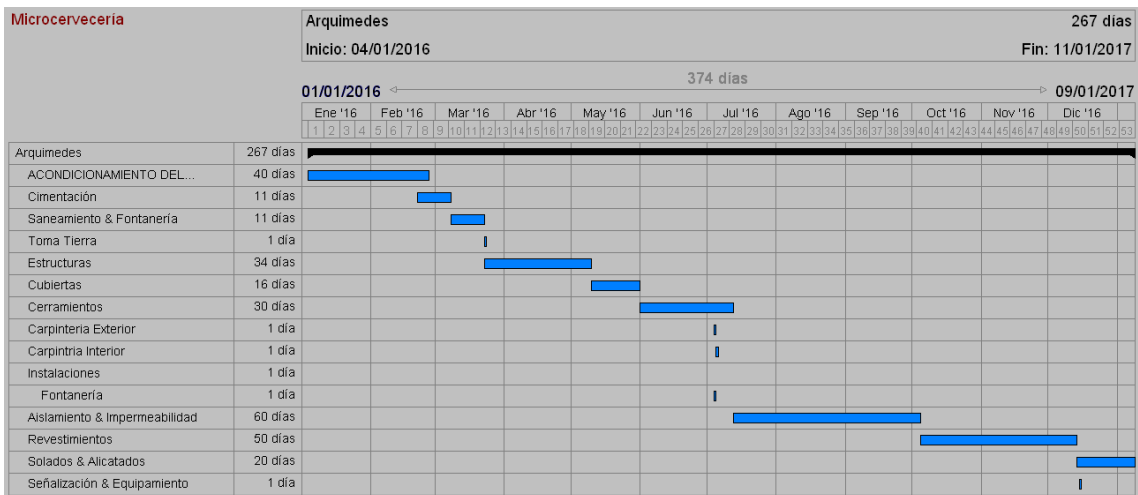 Microcervecería
Arquimedes 267 días
Inicio: 04/01/2016 Fin: 11/01/2017
374 días
01/01/2016 09/01/2017
Ene '16 Feb '16 Mar '16 Abr '16 May '16 Jun '16 Jul '16 Ago '16 Sep '16 Oct '16 Nov '16 Dic '16
1 2 3 4 5 6 7 8 9 10 11 12 13 14 15 16 17 18 19 20 21 22 23 24 25 26 27 28 29 30 31 32 33 34 35 36 37 38 39 40 41 42 43 44 45 46 47 48 49 50 51 52 53
Arquimedes 267 días
ACONDICIONAMIENTO DEL... 40 días
Cimentación 11 días
Saneamiento & Fontanería 11 días
Toma Tierra 1 día
Estructuras 34 días
Cubiertas 16 días
Cerramientos 30 días
Carpinteria Exterior 1 día
Carpintria Interior 1 día
Instalaciones 1 día
Fontanería 1 día
Aislamiento & Impermeabilidad 60 días
Revestimientos 50 días
Solados & Alicatados 20 días
Señalización & Equipamiento 1 día